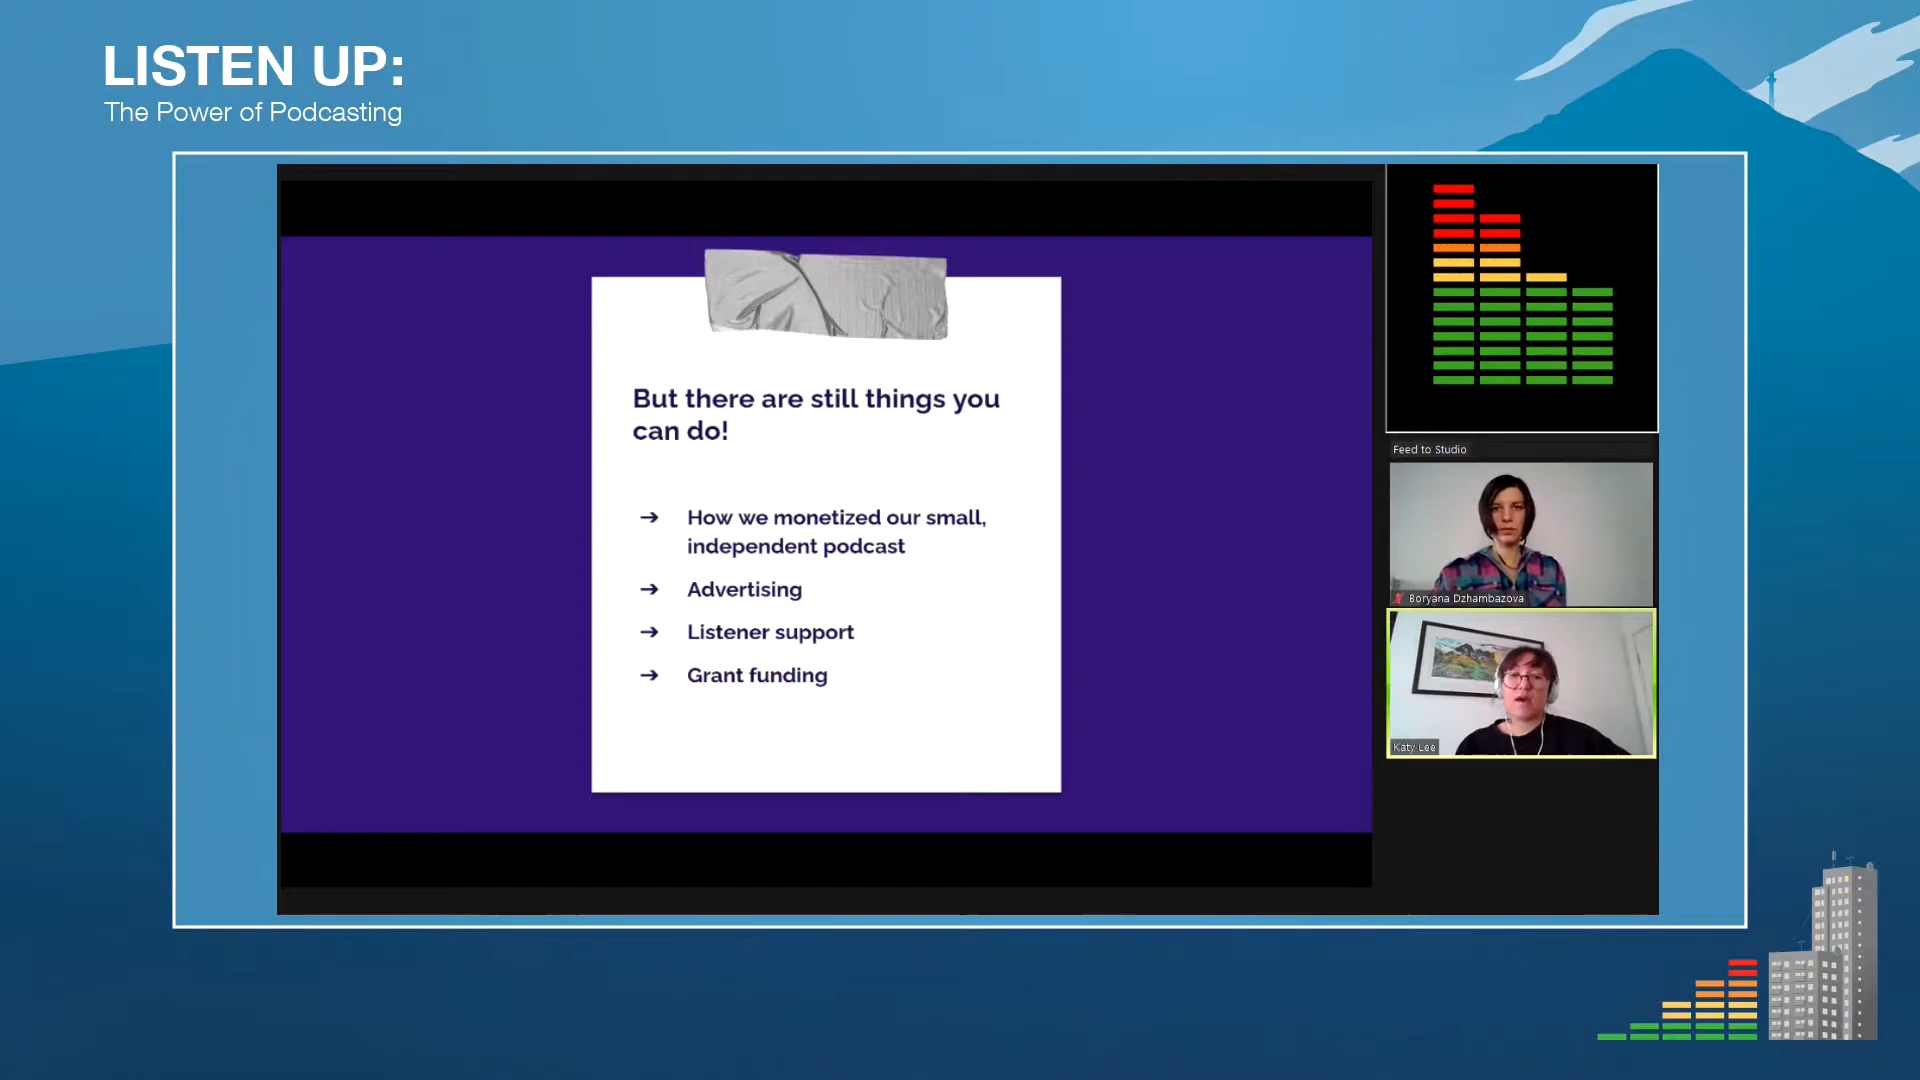 LISTEN UP:
The Power of Podcasting
But there are still things you
can do!
➔ How we monetized our small,
independent podcast
➔ Advertising
➔ Listener support
➔ Grant funding
Feed to Studio
Boryana Dzhambazova
Katy Lee